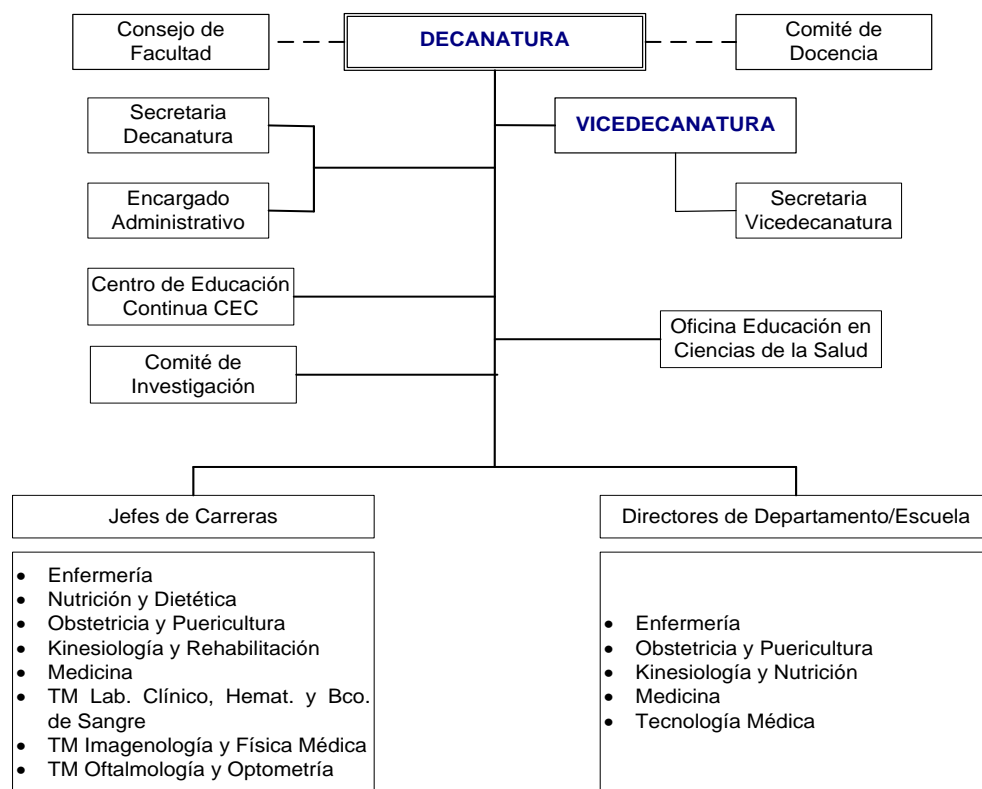 Consejo de
Facultad
DECANATURA
Comité de
Docencia
Secretaria
Decanatura
VICEDECANATURA
Encargado
Administrativo
Secretaria
Vicedecanatura
Centro de Educación
Continua CEC
Oficina Educación en
Ciencias de la Salud
Comité de
Investigación
Jefes de Carreras
• Enfermería
• Nutrición y Dietética
• Obstetricia y Puericultura
• Kinesiología y Rehabilitación
• Medicina
• TM Lab. Clínico, Hemat. y Bco.
de Sangre
• TM Imagenología y Física Médica
• TM Oftalmología y Optometría
Directores de Departamento/Escuela
• Enfermería
• Obstetricia y Puericultura
• Kinesiología y Nutrición
• Medicina
• Tecnología Médica